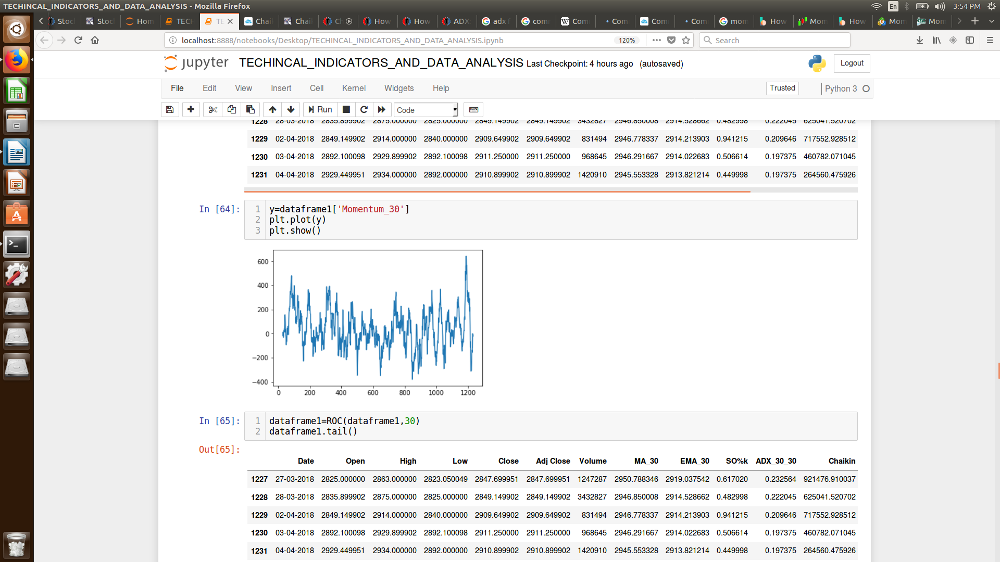 TECHINCAL_INDICATORS_AND_DATA_ANALYSIS - Mozilla Firefox
En
3:54 PM
Stoc
Stoc
Hom
TECH
TE
Chai
Chai
C
How
How
ADX
adx f
com
Com
Com
Com
Com
mom
How
Mom
How
Mom
Mom
localhost:8888/notebooks/Desktop/TECHINCAL_INDICATORS_AND_DATA_ANALYSIS.ipynb
120%
Search
jupyter
TECHINCAL_INDICATORS_AND_DATA_ANALYSIS Last Checkpoint: 4 hours ago (autosaved)
Logout
File Edit View Insert Cell Kernel Widgets Help
Trusted
Python 3
Run
Code
1228 28-03-2018 2835.899902 2875.000000 2825.000000 2849.149902 2849.149902 3432827 2946.850008 2914.528662 0.482998 0.222045 625041.520702
1229 02-04-2018 2849.149902 2914.000000 2840.000000 2909.649902 2909.649902 831494 2946.778337 2914.213903 0.941215 0.209646 717552.928512
1230 03-04-2018 2892.100098 2929.899902 2892.100098 2911.250000 2911.250000 968645 2946.291667 2914.022683 0.506614 0.197375 460782.071045
1231 04-04-2018 2929.449951 2934.000000 2892.000000 2910.899902 2910.899902 1420910 2945.553328 2913.821214 0.449998 0.197375 264560.475926
In [64]:
1 y=dataframe1['Momentum_30']
2 plt.plot(y)
3 plt.show()
600
400
200
0
−200
−400
0 200 400 600 800 1000 1200
In [65]:
1 dataframe1=ROC(dataframe1,30)
2 dataframe1.tail()
Out[65]:
Date Open High Low Close Adj Close Volume MA_30 EMA_30 SO%k ADX_30_30 Chaikin
1227 27-03-2018 2825.000000 2863.000000 2823.050049 2847.699951 2847.699951 1247287 2950.788346 2919.037542 0.617020 0.232564 921476.910037
1228 28-03-2018 2835.899902 2875.000000 2825.000000 2849.149902 2849.149902 3432827 2946.850008 2914.528662 0.482998 0.222045 625041.520702
1229 02-04-2018 2849.149902 2914.000000 2840.000000 2909.649902 2909.649902 831494 2946.778337 2914.213903 0.941215 0.209646 717552.928512
1230 03-04-2018 2892.100098 2929.899902 2892.100098 2911.250000 2911.250000 968645 2946.291667 2914.022683 0.506614 0.197375 460782.071045
1231 04-04-2018 2929.449951 2934.000000 2892.000000 2910.899902 2910.899902 1420910 2945.553328 2913.821214 0.449998 0.197375 264560.475926